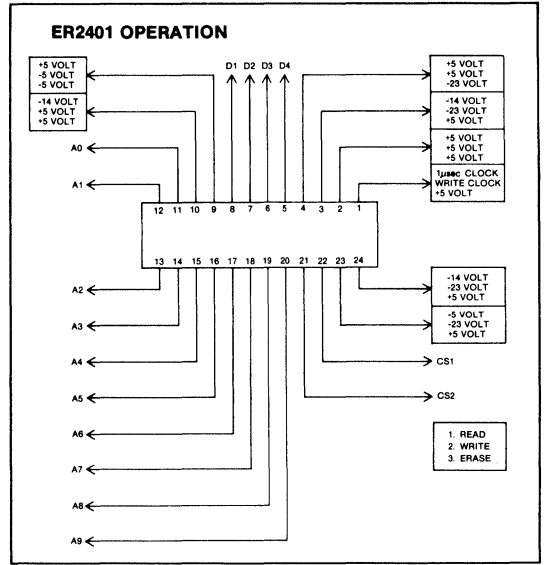 ER2401 OPERATION
+5 VOLT
-5 VOLT
-5 VOLT
-14 VOLT
+5 VOLT
+5 VOLT
D1 D2 D3 D4
+5 VOLT
+5 VOLT
-23 VOLT
-14 VOLT
-23 VOLT
+5 VOLT
+5 VOLT
+5 VOLT
+5 VOLT
1µsec CLOCK
WRITE CLOCK
+5 VOLT
A0
A1
12 11 10 9 8 7 6 5 4 3 2 1
13 14 15 16 17 18 19 20 21 22 23 24
A2
A3
A4
A5
A6
A7
A8
A9
-14 VOLT
-23 VOLT
+5 VOLT
-5 VOLT
-23 VOLT
+5 VOLT
CS1
CS2
1. READ
2. WRITE
3. ERASE